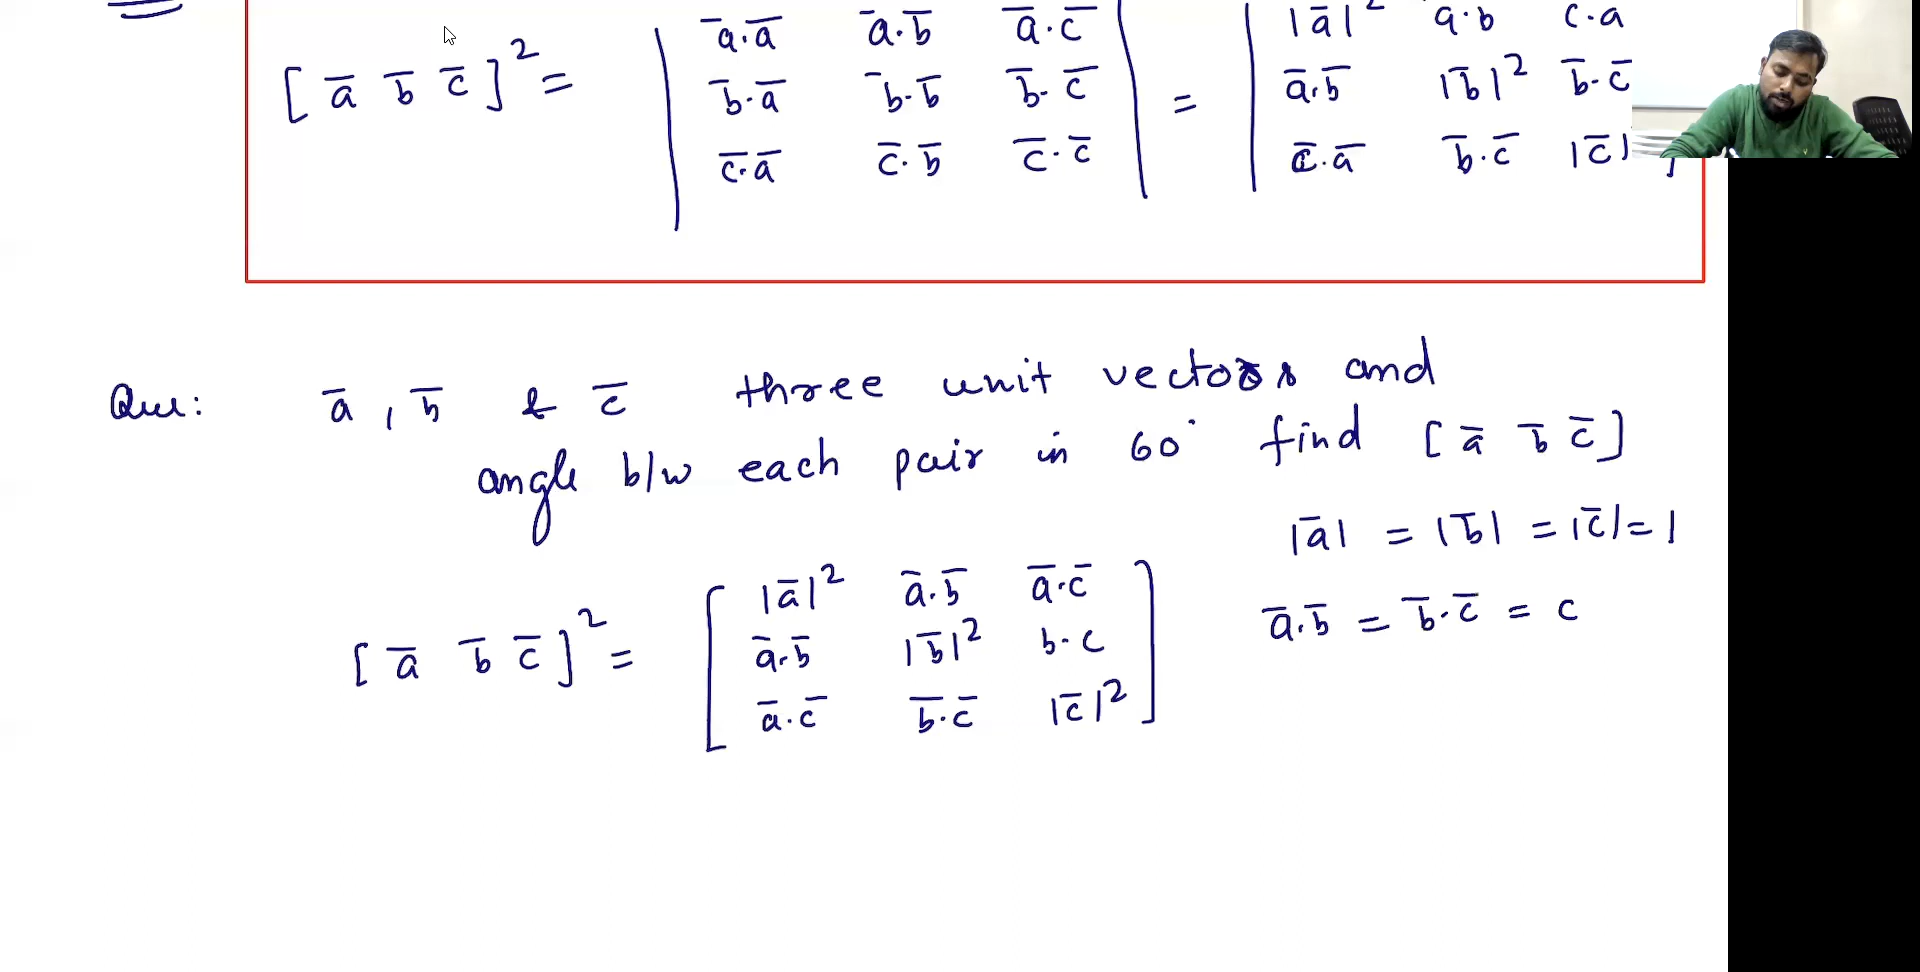 a̅.a̅ a̅.b̅ a̅.c̅ |a̅|² a.b c.a
[a̅ b̅ c̅]² = b̅.a̅ b̅.b̅ b̅.c̅ = a̅.b̅ |b̅|² b̅.c̅
c̅.a̅ c̅.b̅ c̅.c̅ c̅.a̅ b̅.c̅ |c̅|
Que: a̅, b̅ & c̅ three unit vectors and
angle b/w each pair in 60° find [a̅ b̅ c̅]
|a̅| = |b̅| = |c̅| = 1
|a̅|² a̅.b̅ a̅.c̅ a̅.b̅ = b̅.c̅ = c
[a̅ b̅ c̅]² = a̅.b̅ |b̅|² b.c
a̅.c̅ b̅.c̅ |c̅|²